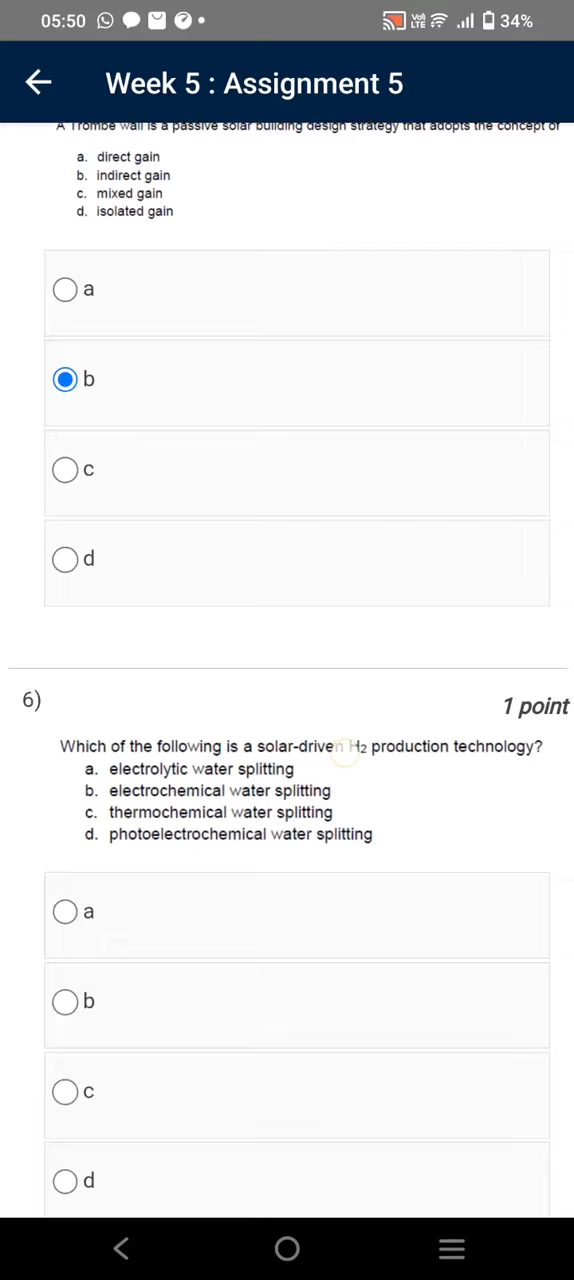 05:50 34%
Week 5 : Assignment 5
A Trombe wall is a passive solar building design strategy that adopts the concept of
a. direct gain
b. indirect gain
c. mixed gain
d. isolated gain
a
b
c
d
6)
1 point
Which of the following is a solar-driven H₂ production technology?
a. electrolytic water splitting
b. electrochemical water splitting
c. thermochemical water splitting
d. photoelectrochemical water splitting
a
b
c
d